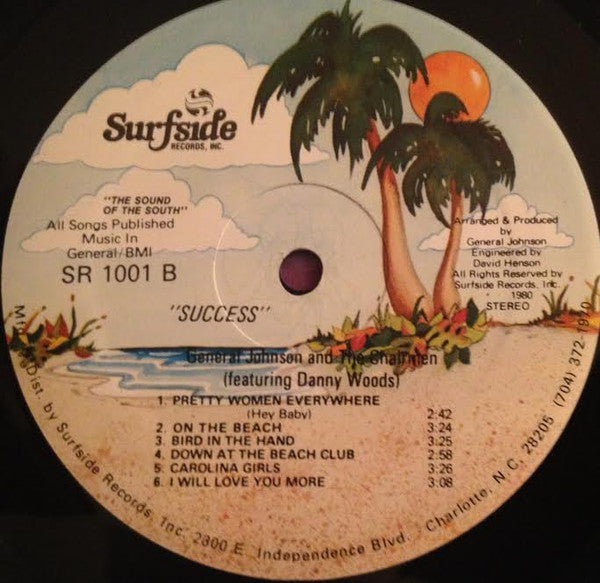 Surfside
RECORDS, INC.
"THE SOUND
OF THE SOUTH"
All Songs Published
Music In
General/BMI
SR 1001 B
Arranged & Produced
by
General Johnson
Engineered by
David Henson
All Rights Reserved by
Surfside Records, Inc.
1980
STEREO
"SUCCESS"
General Johnson and The Chairmen
(featuring Danny Woods)
1. PRETTY WOMEN EVERYWHERE
(Hey Baby) 2:42
2. ON THE BEACH 3:24
3. BIRD IN THE HAND 3:25
4. DOWN AT THE BEACH CLUB 2:58
5. CAROLINA GIRLS 3:26
6. I WILL LOVE YOU MORE 3:08
Dist. by Surfside Records, Inc. 2800 E. Independence Blvd. Charlotte, N.C. 28205 (704) 372-7970